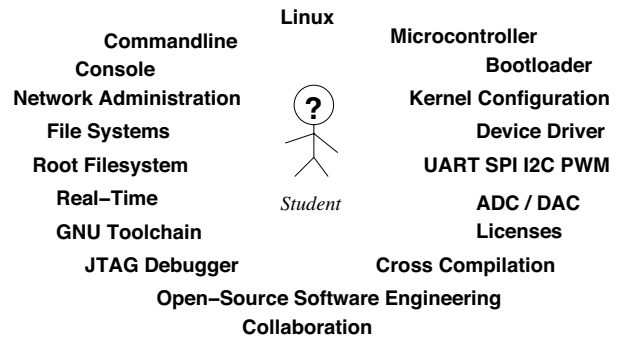 Linux
Commandline
Microcontroller
Console
Bootloader
Network Administration
?
Kernel Configuration
File Systems
Device Driver
Root Filesystem
UART SPI I2C PWM
Real−Time
Student
ADC / DAC
GNU Toolchain
Licenses
JTAG Debugger
Cross Compilation
Open−Source Software Engineering
Collaboration